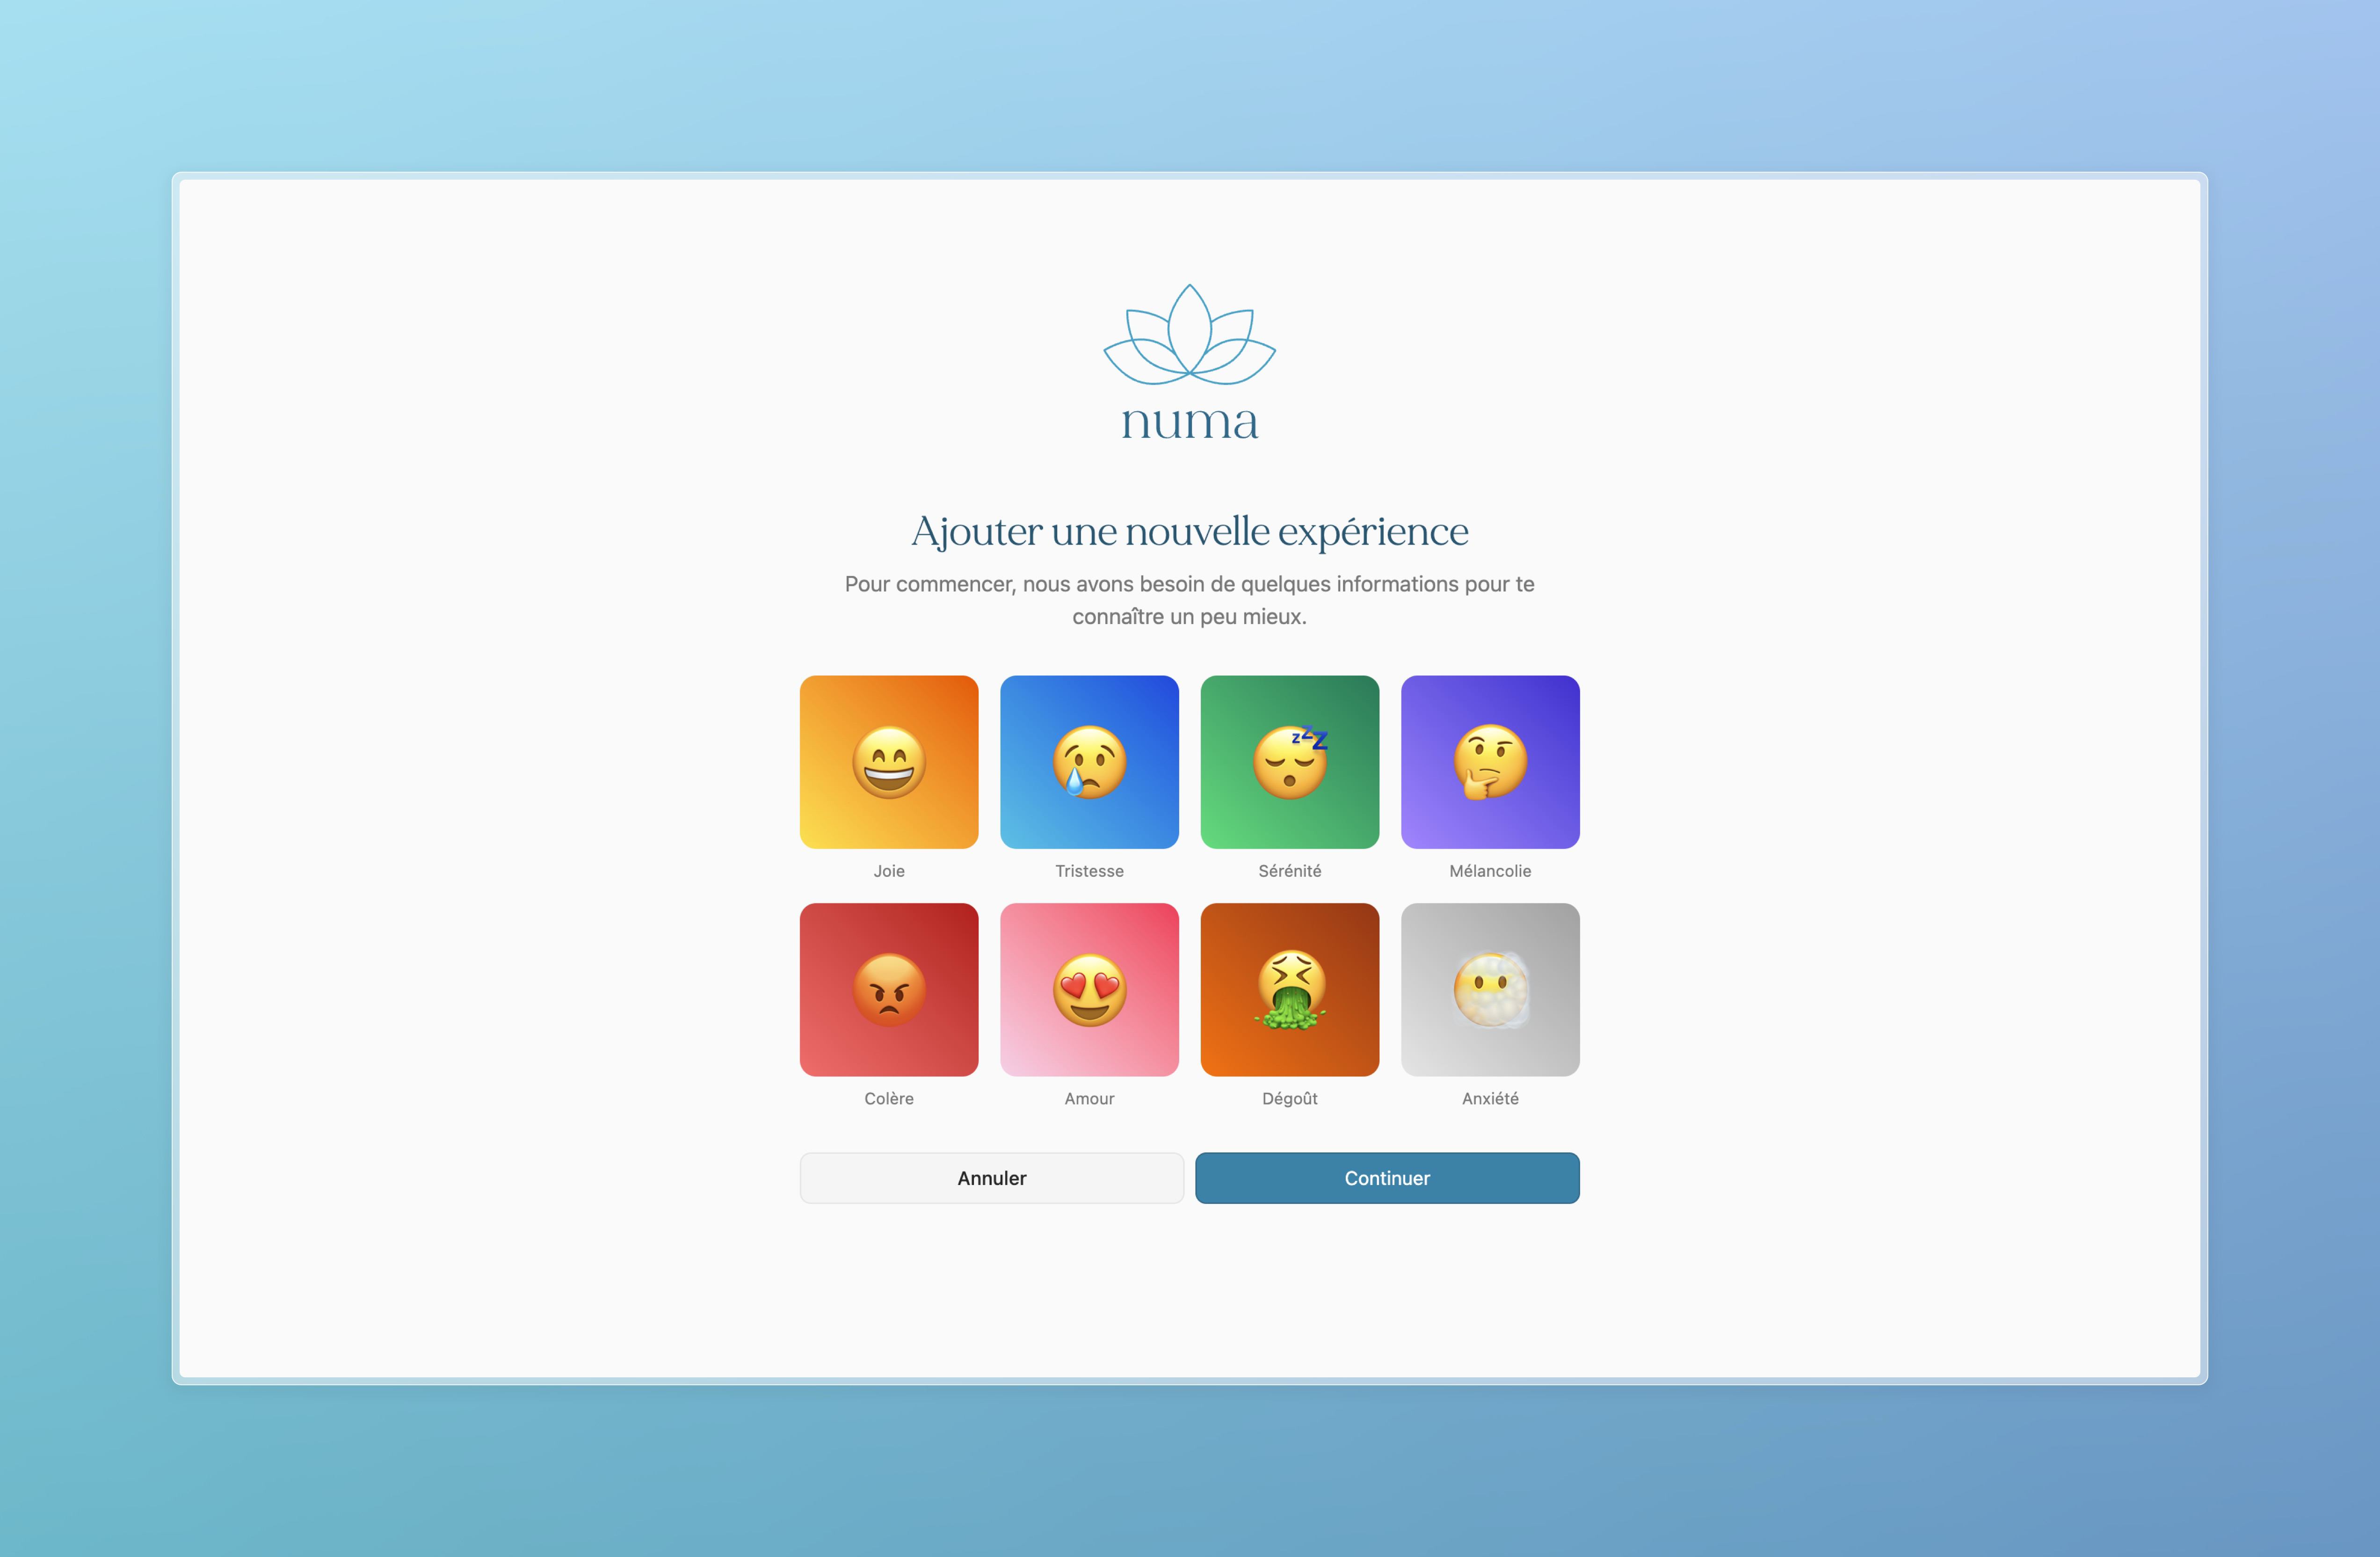 numa
Ajouter une nouvelle expérience
Pour commencer, nous avons besoin de quelques informations pour te
connaître un peu mieux.
Joie
Tristesse
Sérénité
Mélancolie
Colère
Amour
Dégoût
Anxiété
Annuler
Continuer